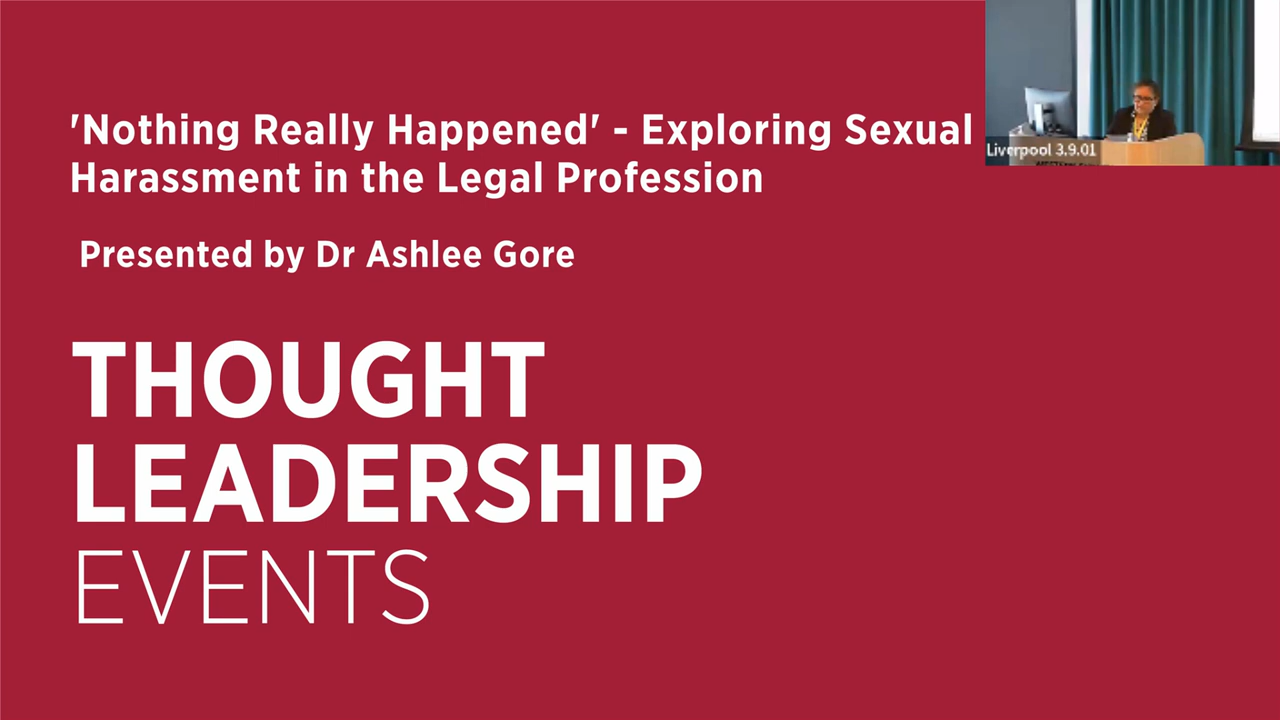 'Nothing Really Happened' - Exploring Sexual
Harassment in the Legal Profession
Presented by Dr Ashlee Gore
THOUGHT
LEADERSHIP
EVENTS
Liverpool 3.9.01